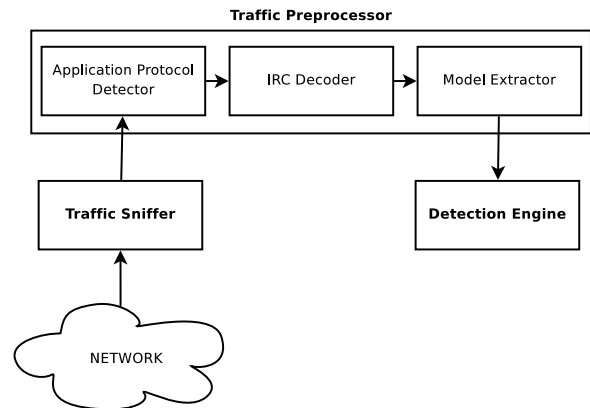 Traffic Preprocessor
Application Protocol
Detector
IRC Decoder
Model Extractor
Traffic Sniffer
Detection Engine
NETWORK